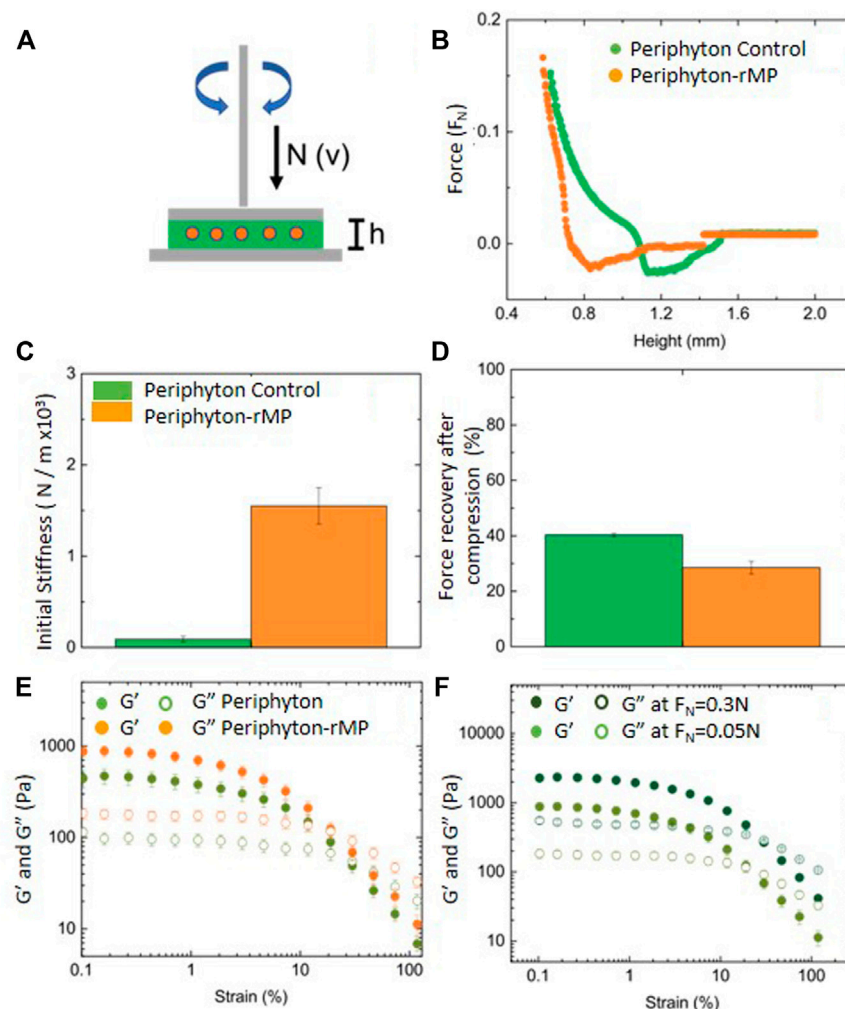 A
N (v)
h
B
Periphyton Control
Periphyton-rMP
Force (F_N)
0.2
0.1
0.0
0.4
0.8
1.2
1.6
2.0
Height (mm)
C
Periphyton Control
Periphyton-rMP
Initial Stiffness ( N / m x10³)
3
2
1
0
D
Force recovery after
compression (%)
100
80
60
40
20
0
E
G′ G″ Periphyton
G′ G″ Periphyton-rMP
G′ and G″ (Pa)
1000
100
10
0.1
1
10
100
Strain (%)
F
G′ G″ at F_N=0.3N
G′ G″ at F_N=0.05N
G′ and G″ (Pa)
10000
1000
100
10
0.1
1
10
100
Strain (%)